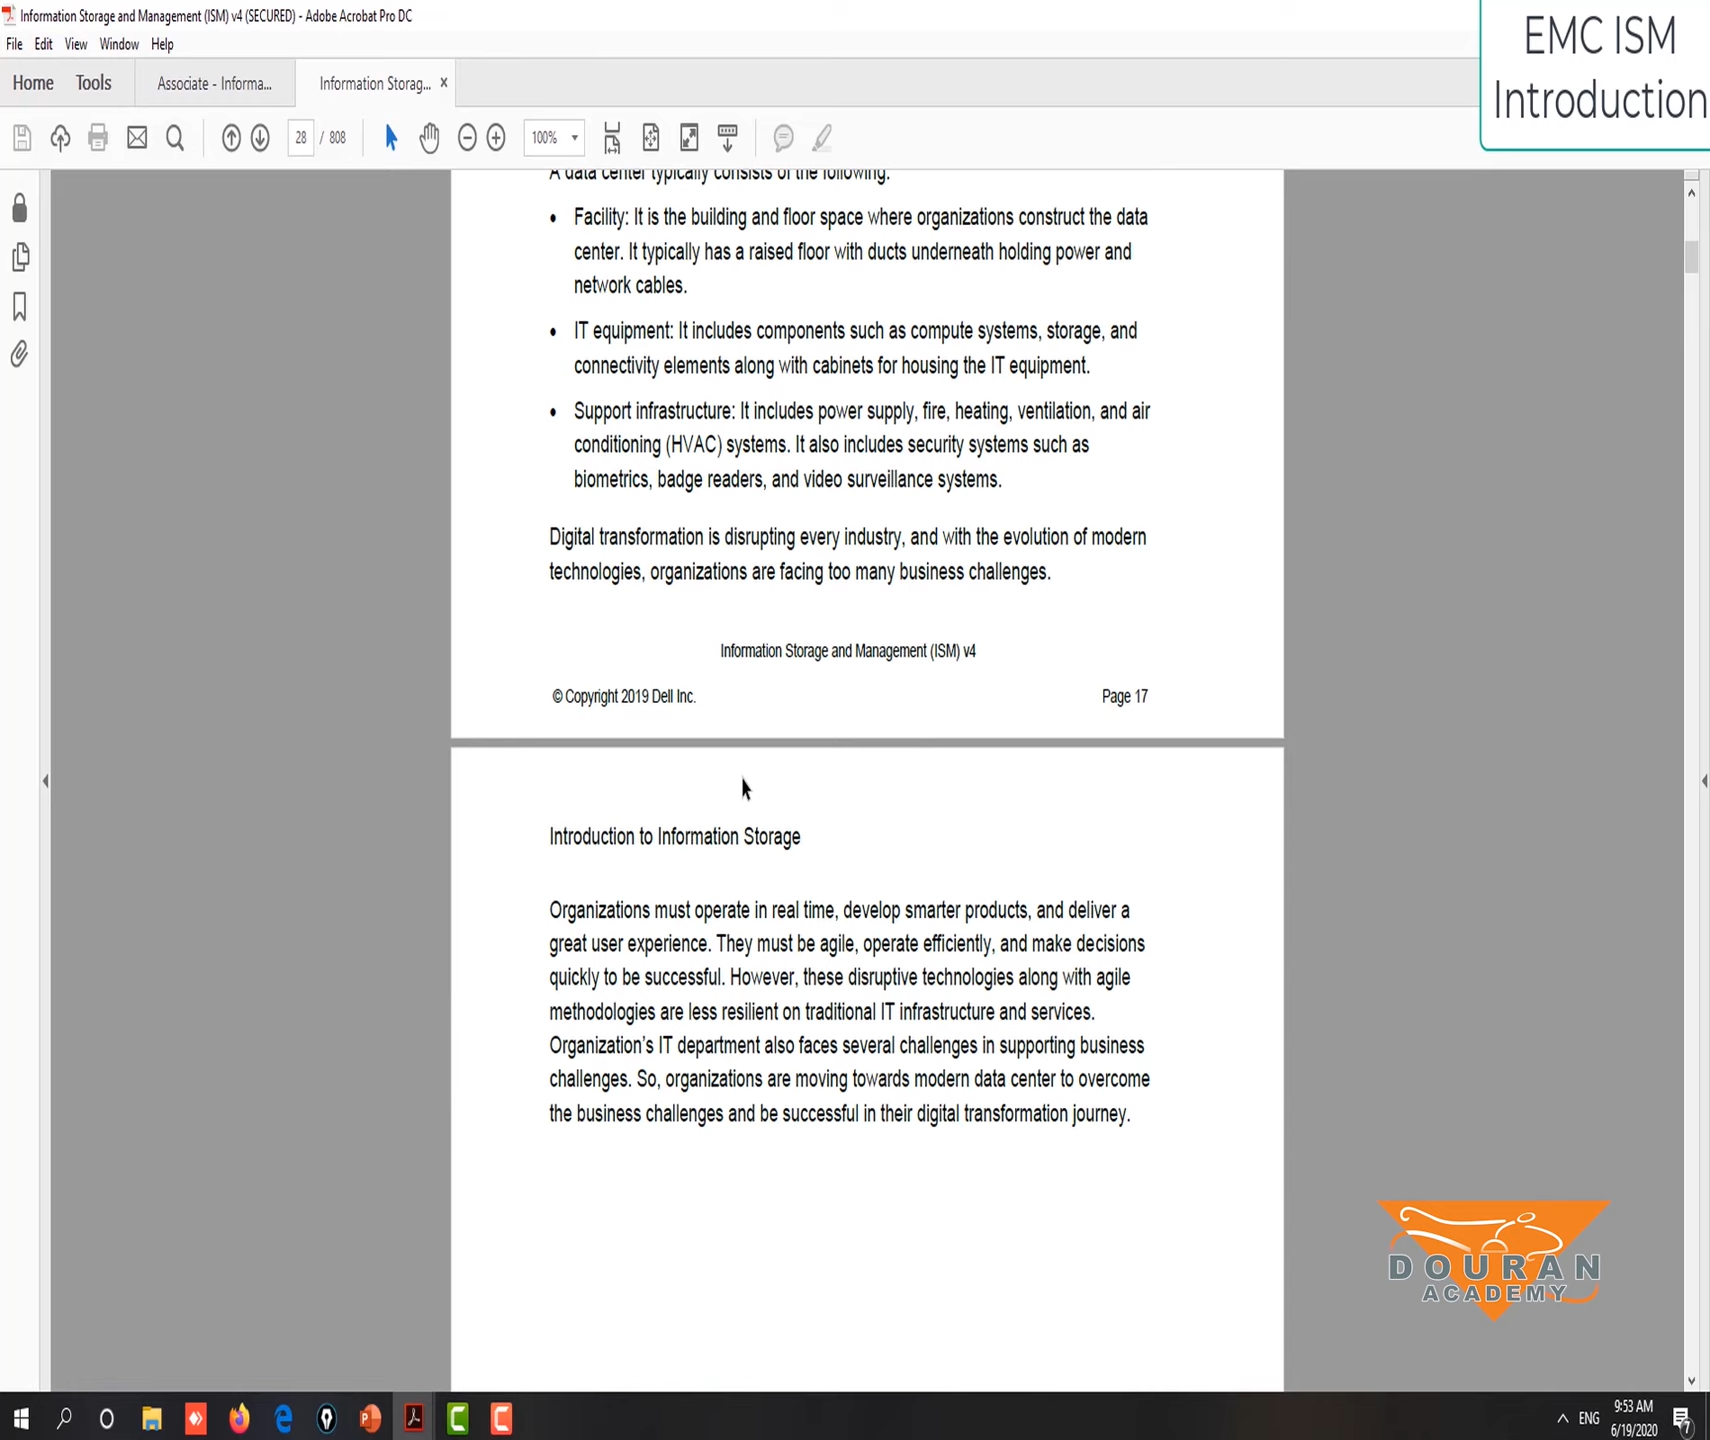 Information Storage and Management (ISM) v4 (SECURED) - Adobe Acrobat Pro DC
File Edit View Window Help
EMC ISM
Introduction
Home Tools Associate - Informa... Information Storag... ×
28 / 808 100%
A data center typically consists of the following:
• Facility: It is the building and floor space where organizations construct the data
center. It typically has a raised floor with ducts underneath holding power and
network cables.
• IT equipment: It includes components such as compute systems, storage, and
connectivity elements along with cabinets for housing the IT equipment.
• Support infrastructure: It includes power supply, fire, heating, ventilation, and air
conditioning (HVAC) systems. It also includes security systems such as
biometrics, badge readers, and video surveillance systems.
Digital transformation is disrupting every industry, and with the evolution of modern
technologies, organizations are facing too many business challenges.
Information Storage and Management (ISM) v4
© Copyright 2019 Dell Inc. Page 17
Introduction to Information Storage
Organizations must operate in real time, develop smarter products, and deliver a
great user experience. They must be agile, operate efficiently, and make decisions
quickly to be successful. However, these disruptive technologies along with agile
methodologies are less resilient on traditional IT infrastructure and services.
Organization's IT department also faces several challenges in supporting business
challenges. So, organizations are moving towards modern data center to overcome
the business challenges and be successful in their digital transformation journey.
DOURAN
ACADEMY
ENG
9:53 AM
6/19/2020
7